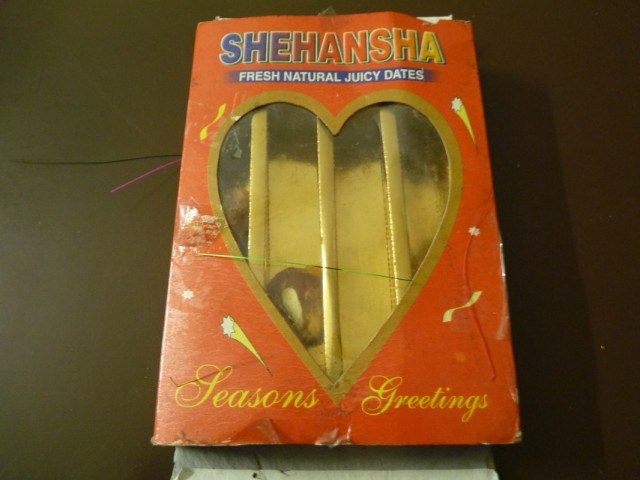 SHEHANSHA
FRESH NATURAL JUICY DATES
Seasons Greetings